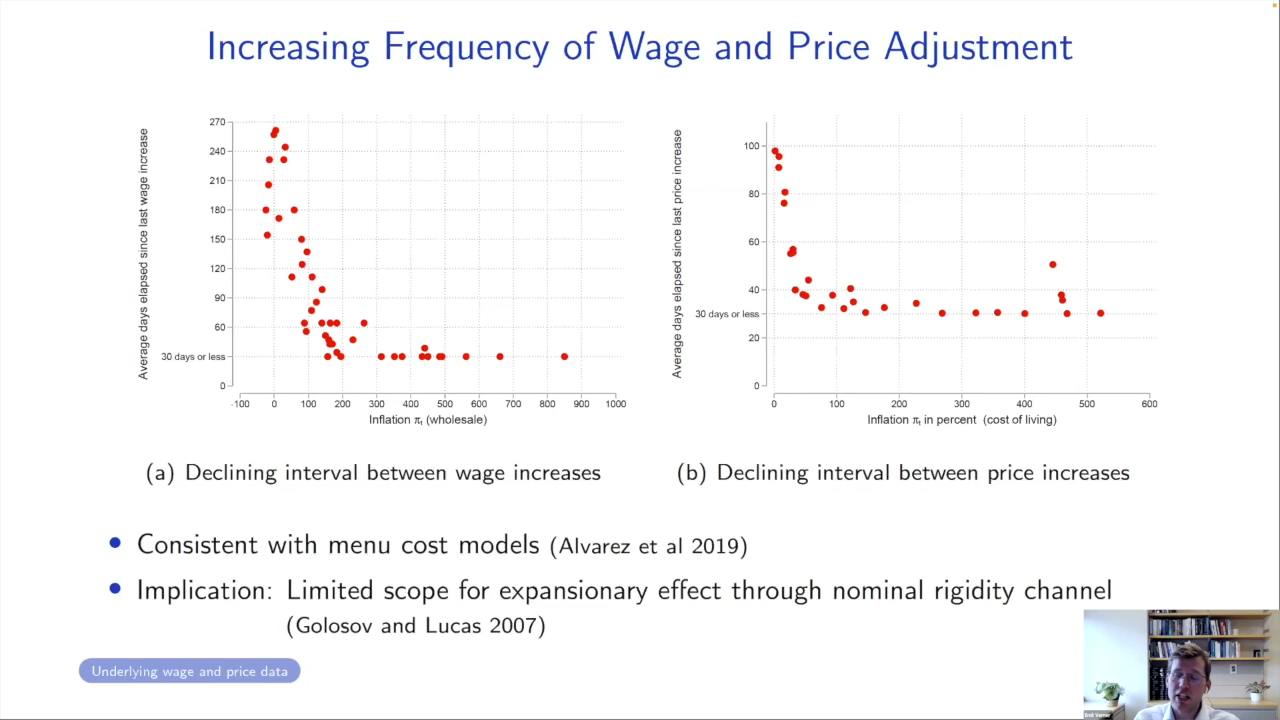 Increasing Frequency of Wage and Price Adjustment
Average days elapsed since last wage increase
270
240
210
180
150
120
90
60
30 days or less
0
-100 0 100 200 300 400 500 600 700 800 900 1000
Inflation πt (wholesale)
(a) Declining interval between wage increases
Average days elapsed since last price increase
100
80
60
40
30 days or less
20
0
0 100 200 300 400 500 600
Inflation πt in percent (cost of living)
(b) Declining interval between price increases
• Consistent with menu cost models (Alvarez et al 2019)
• Implication: Limited scope for expansionary effect through nominal rigidity channel
(Golosov and Lucas 2007)
Underlying wage and price data
Emil Verner